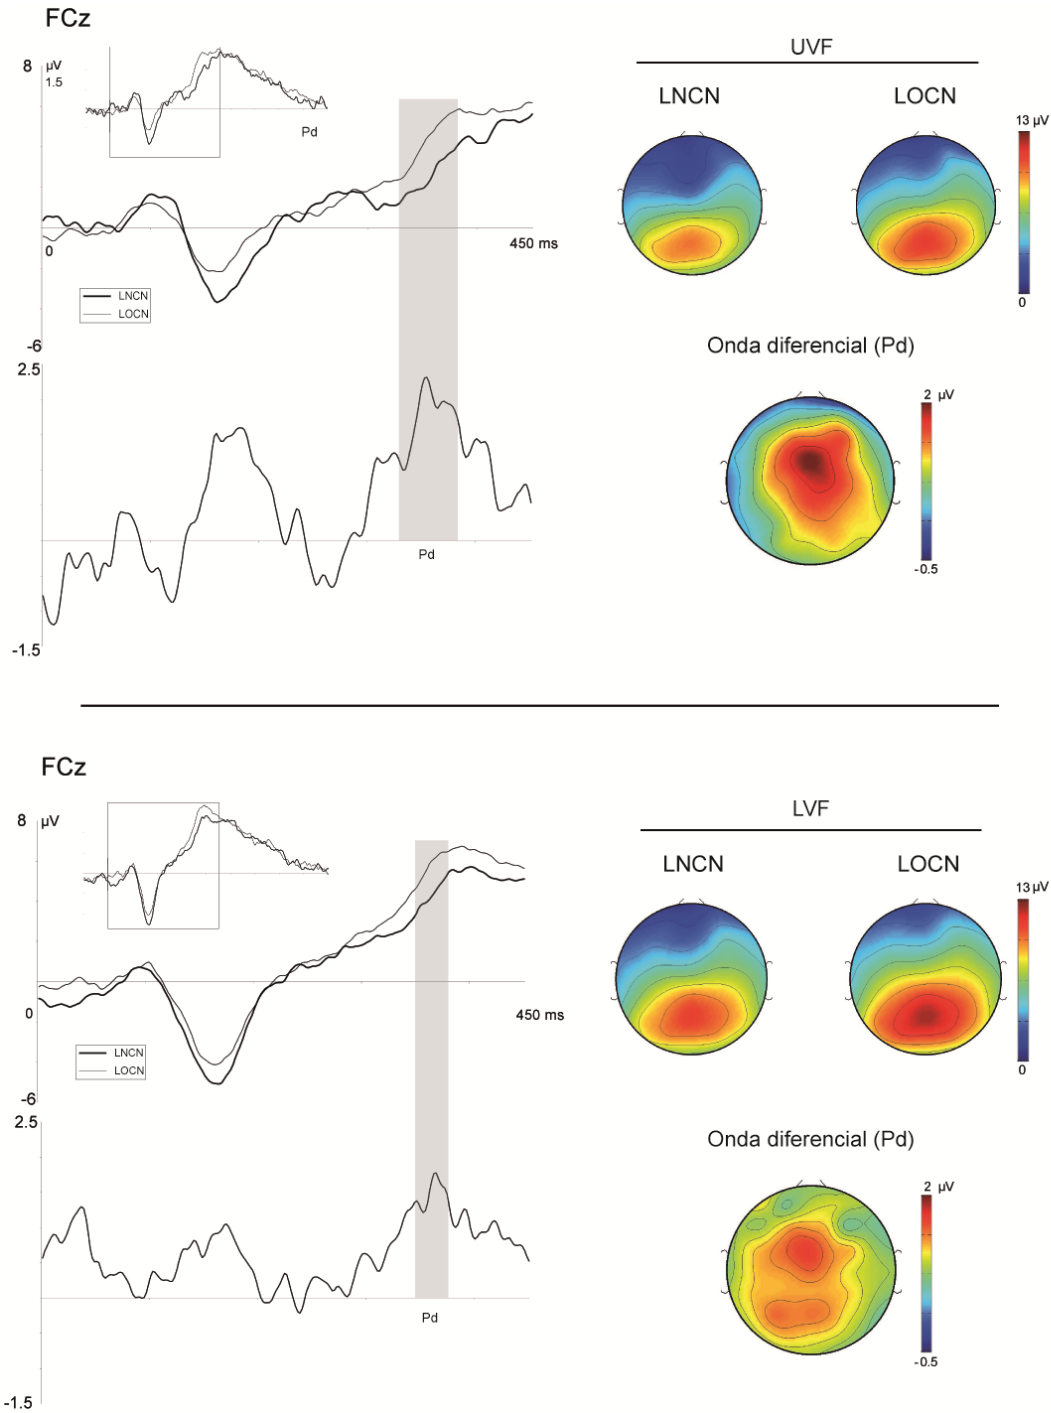 FCz
8 µV
1.5
Pd
0
450 ms
LNCN
LOCN
-6
2.5
Pd
-1.5
UVF
LNCN LOCN
13 µV
0
Onda diferencial (Pd)
2 µV
-0.5
FCz
8 µV
0
450 ms
LNCN
LOCN
-6
2.5
Pd
-1.5
LVF
LNCN LOCN
13 µV
0
Onda diferencial (Pd)
2 µV
-0.5